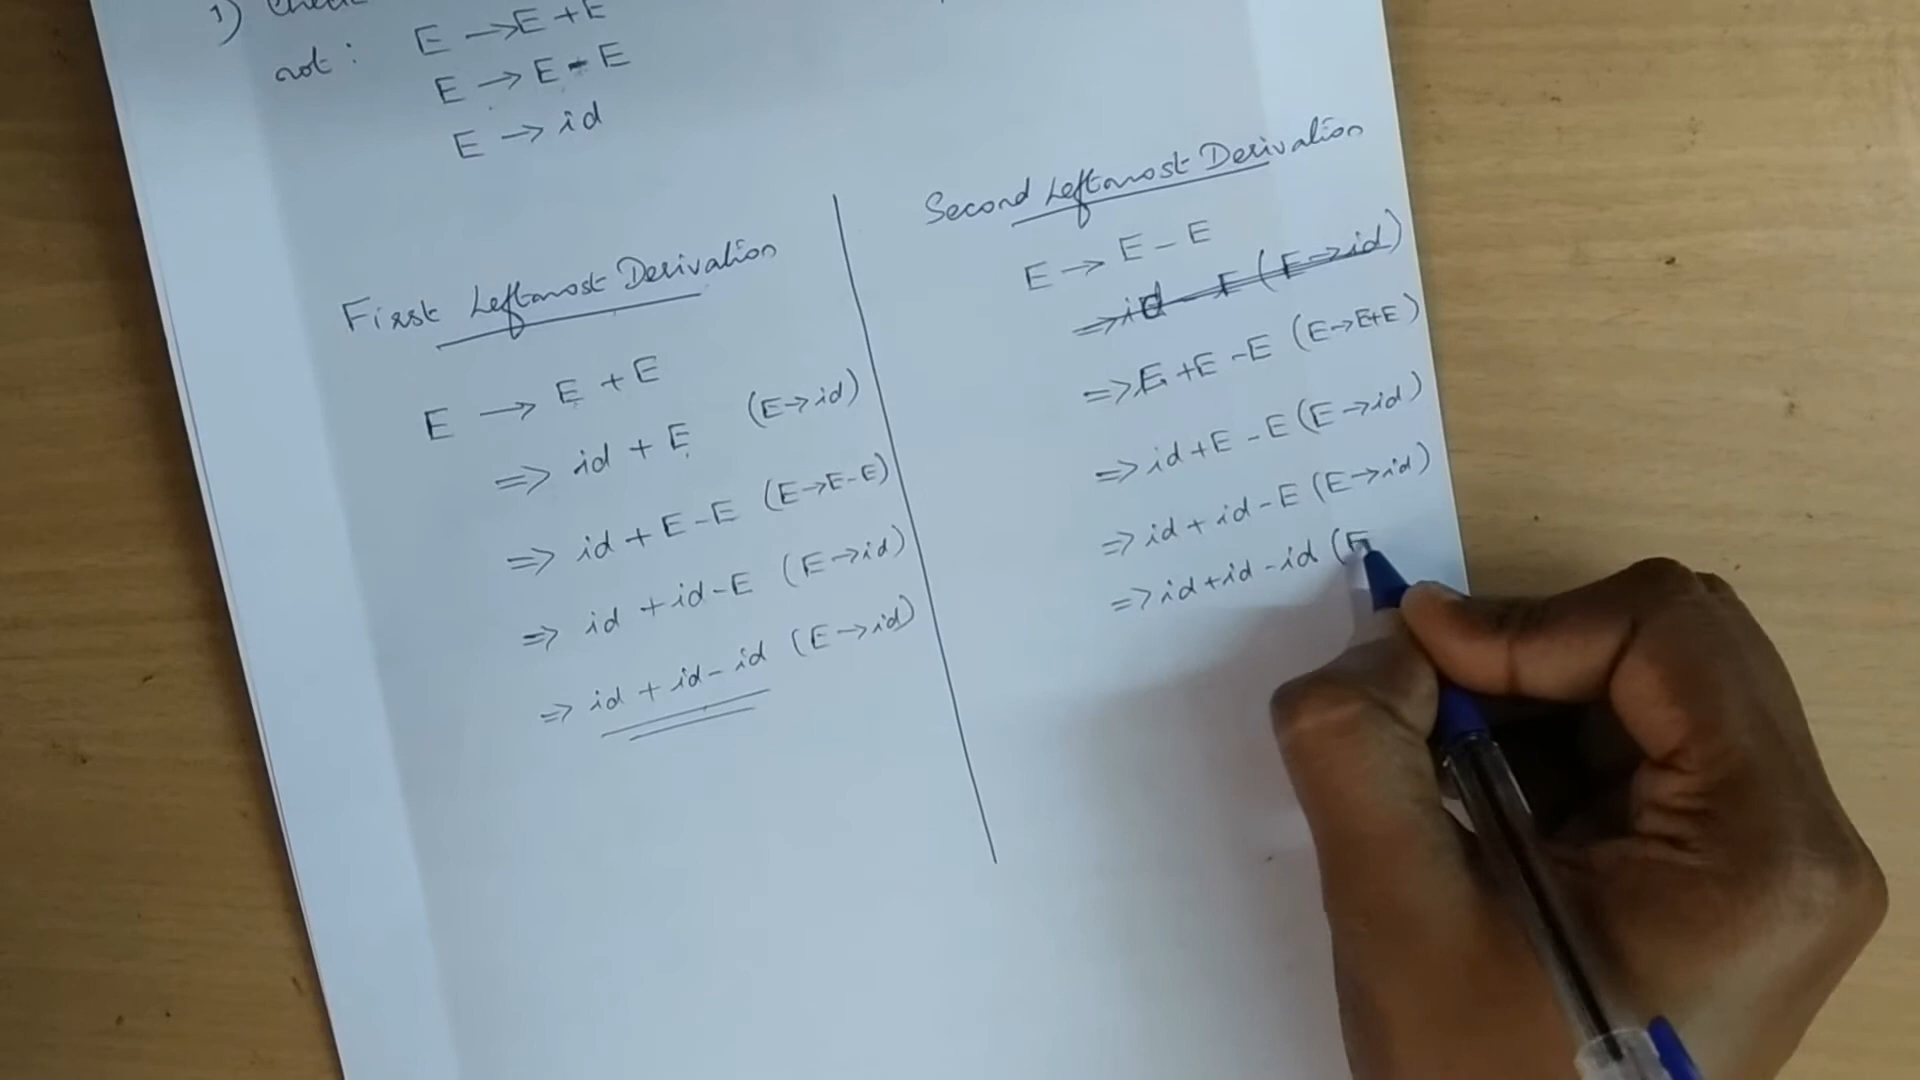 1)
not : E → E + E
E → E - E
E → id
First Leftmost Derivation
E → E + E
=> id + E (E→id)
=> id + E - E (E→E-E)
=> id + id - E (E→id)
=> id + id - id (E→id)
Second Leftmost Derivation
E → E - E
=> id - E (E→id)
=> E + E - E (E→E+E)
=> id + E - E (E→id)
=> id + id - E (E→id)
=> id + id - id (E